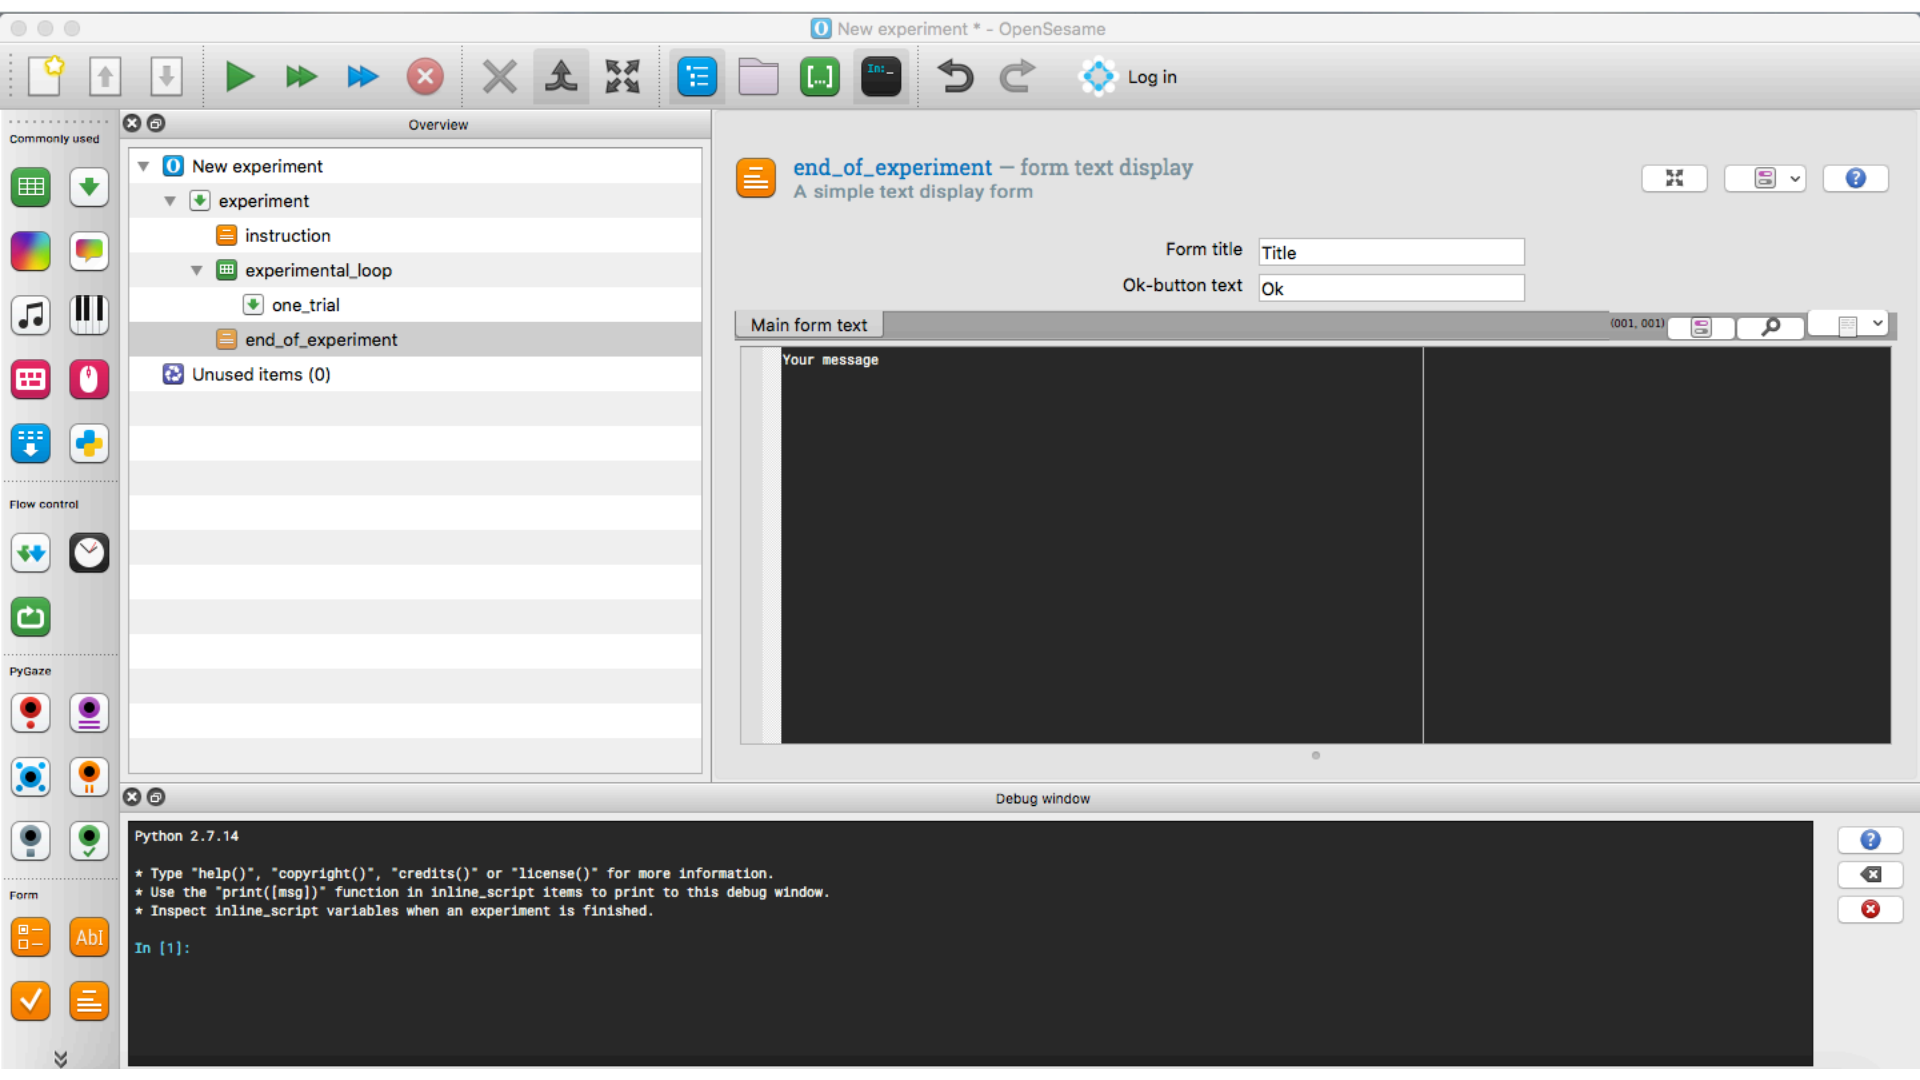 New experiment * - OpenSesame
In:_
[...]
Log in
Commonly used
Overview
New experiment
experiment
instruction
experimental_loop
one_trial
end_of_experiment
Unused items (0)
end_of_experiment – form text display
A simple text display form
Form title
Title
Ok-button text
Ok
Main form text
(001, 001)
Your message
Flow control
PyGaze
Form
AbI
Debug window
Python 2.7.14
* Type "help()", "copyright()", "credits()" or "license()" for more information.
* Use the "print([msg])" function in inline_script items to print to this debug window.
* Inspect inline_script variables when an experiment is finished.
In [1]: